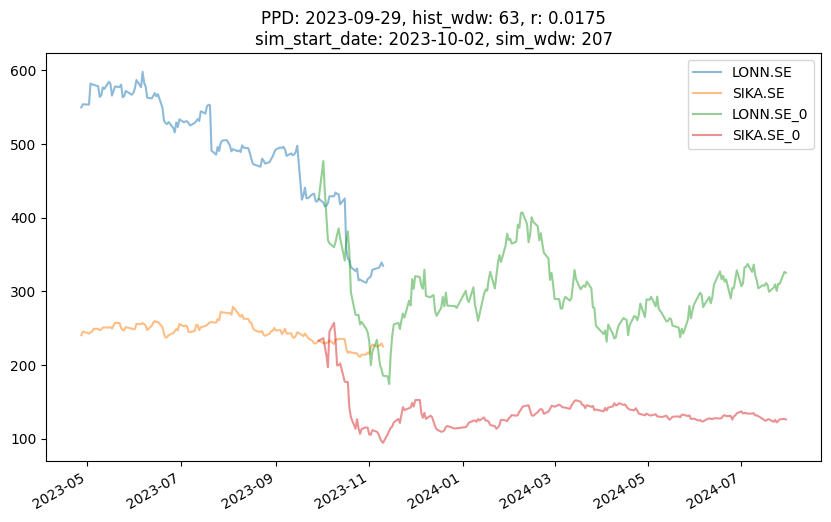 PPD: 2023-09-29, hist_wdw: 63, r: 0.0175
sim_start_date: 2023-10-02, sim_wdw: 207
LONN.SE
SIKA.SE
LONN.SE_0
SIKA.SE_0
600
500
400
300
200
100
2023-05
2023-07
2023-09
2023-11
2024-01
2024-03
2024-05
2024-07